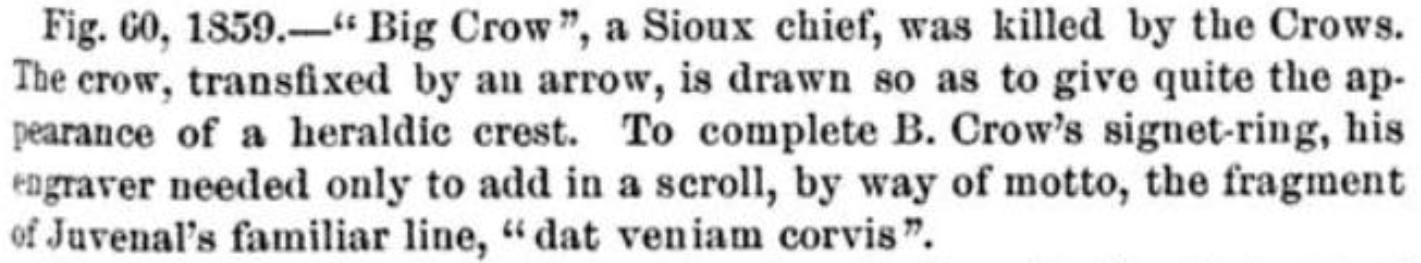 Fig. 60, 1859.—“Big Crow”, a Sioux chief, was killed by the Crows.
The crow, transfixed by an arrow, is drawn so as to give quite the ap-
pearance of a heraldic crest. To complete B. Crow’s signet-ring, his
engraver needed only to add in a scroll, by way of motto, the fragment
of Juvenal’s familiar line, “dat veniam corvis”.